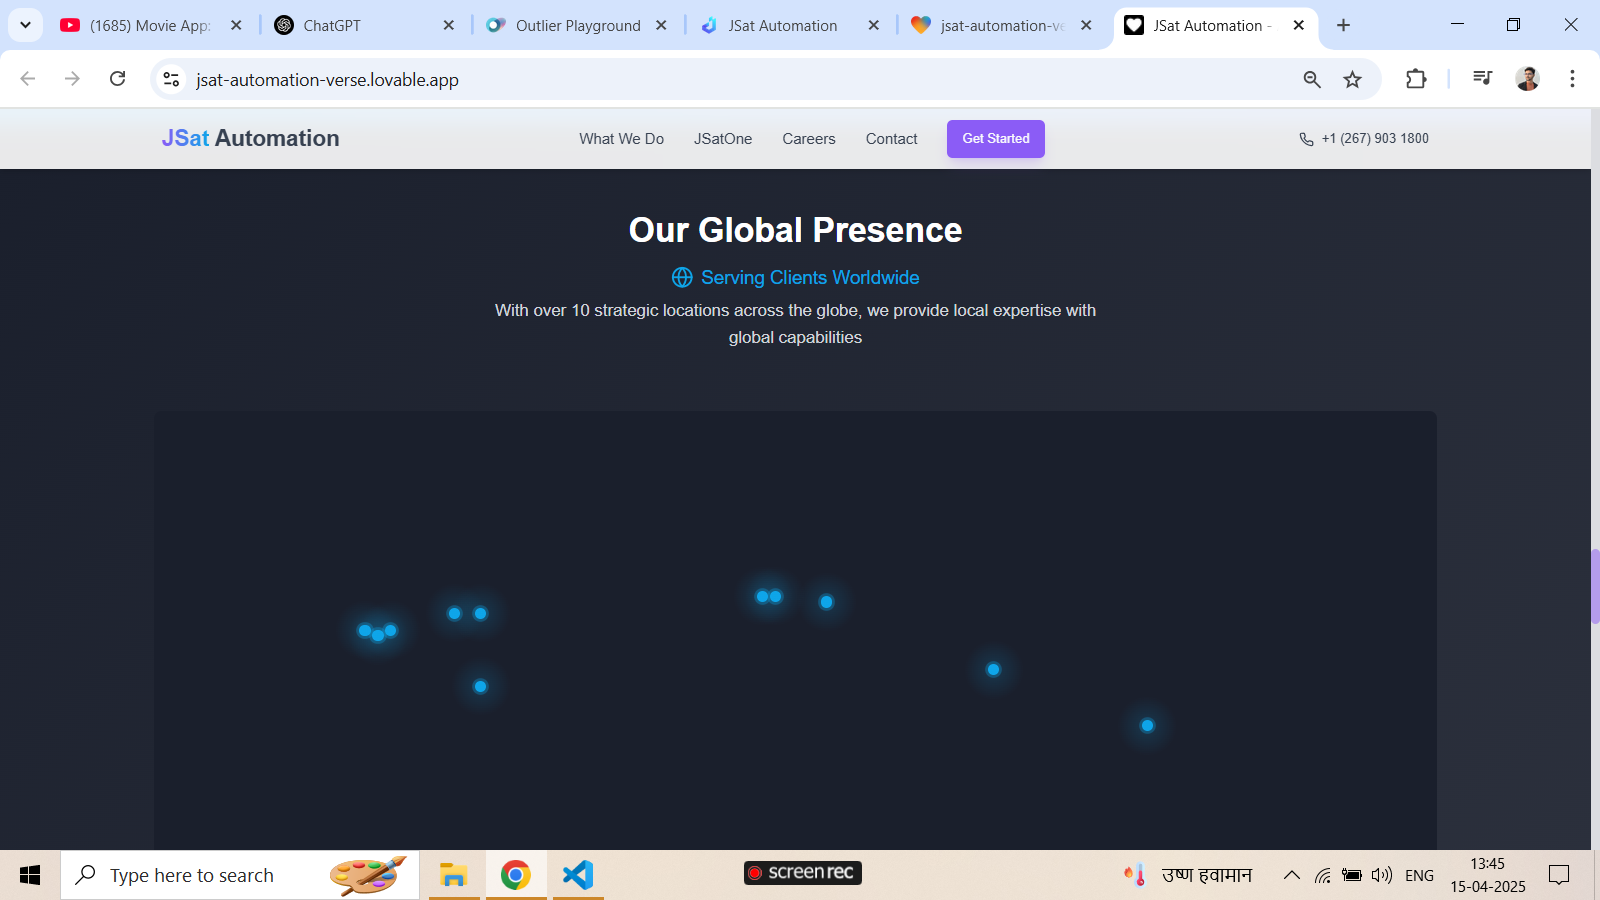 (1685) Movie App:
ChatGPT
Outlier Playground
JSat Automation
jsat-automation-ve
JSat Automation -
jsat-automation-verse.lovable.app
JSat Automation
What We Do
JSatOne
Careers
Contact
Get Started
+1 (267) 903 1800
Our Global Presence
Serving Clients Worldwide
With over 10 strategic locations across the globe, we provide local expertise with
global capabilities
Type here to search
screenrec
उष्ण हवामान
ENG
13:45
15-04-2025